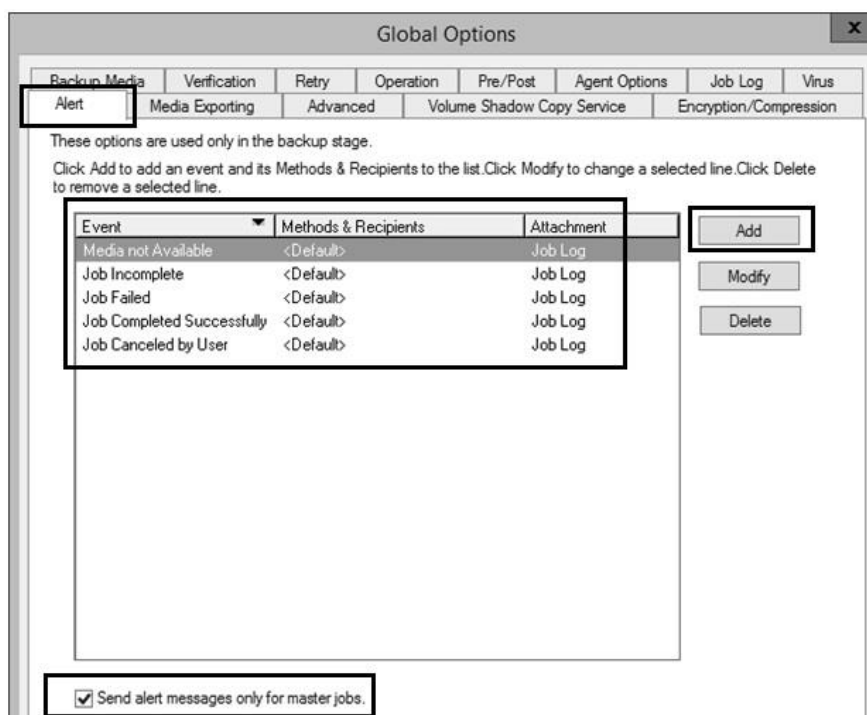 Global Options
x
Backup Media Verification Retry Operation Pre/Post Agent Options Job Log Virus
Alert Media Exporting Advanced Volume Shadow Copy Service Encryption/Compression
These options are used only in the backup stage.
Click Add to add an event and its Methods & Recipients to the list.Click Modify to change a selected line.Click Delete
to remove a selected line.
Event Methods & Recipients Attachment
Media not Available <Default> Job Log
Job Incomplete <Default> Job Log
Job Failed <Default> Job Log
Job Completed Successfully <Default> Job Log
Job Canceled by User <Default> Job Log
Add
Modify
Delete
Send alert messages only for master jobs.